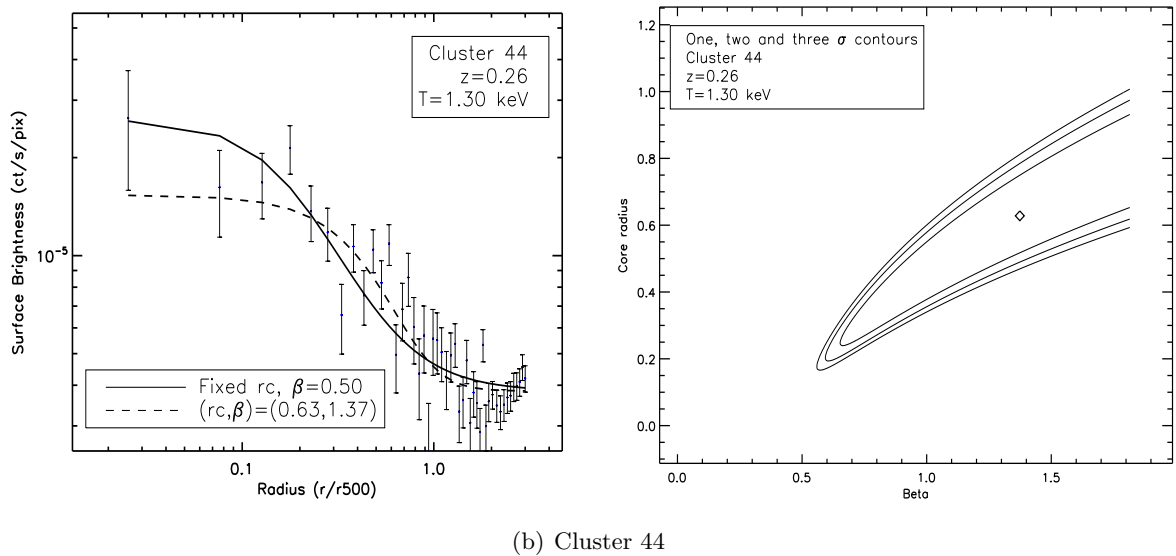 Cluster 44
z=0.26
T=1.30 keV
Surface Brightness (ct/s/pix)
10⁻⁵
Fixed rc, β=0.50
(rc,β)=(0.63,1.37)
0.1 1.0
Radius (r/r500)
One, two and three σ contours
Cluster 44
z=0.26
T=1.30 keV
Core radius
1.2
1.0
0.8
0.6
0.4
0.2
0.0
0.0 0.5 1.0 1.5
Beta
(b) Cluster 44